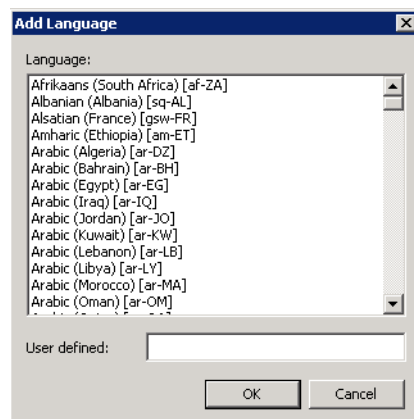 Add Language
Language:
Afrikaans (South Africa) [af-ZA]
Albanian (Albania) [sq-AL]
Alsatian (France) [gsw-FR]
Amharic (Ethiopia) [am-ET]
Arabic (Algeria) [ar-DZ]
Arabic (Bahrain) [ar-BH]
Arabic (Egypt) [ar-EG]
Arabic (Iraq) [ar-IQ]
Arabic (Jordan) [ar-JO]
Arabic (Kuwait) [ar-KW]
Arabic (Lebanon) [ar-LB]
Arabic (Libya) [ar-LY]
Arabic (Morocco) [ar-MA]
Arabic (Oman) [ar-OM]
User defined:
OK Cancel